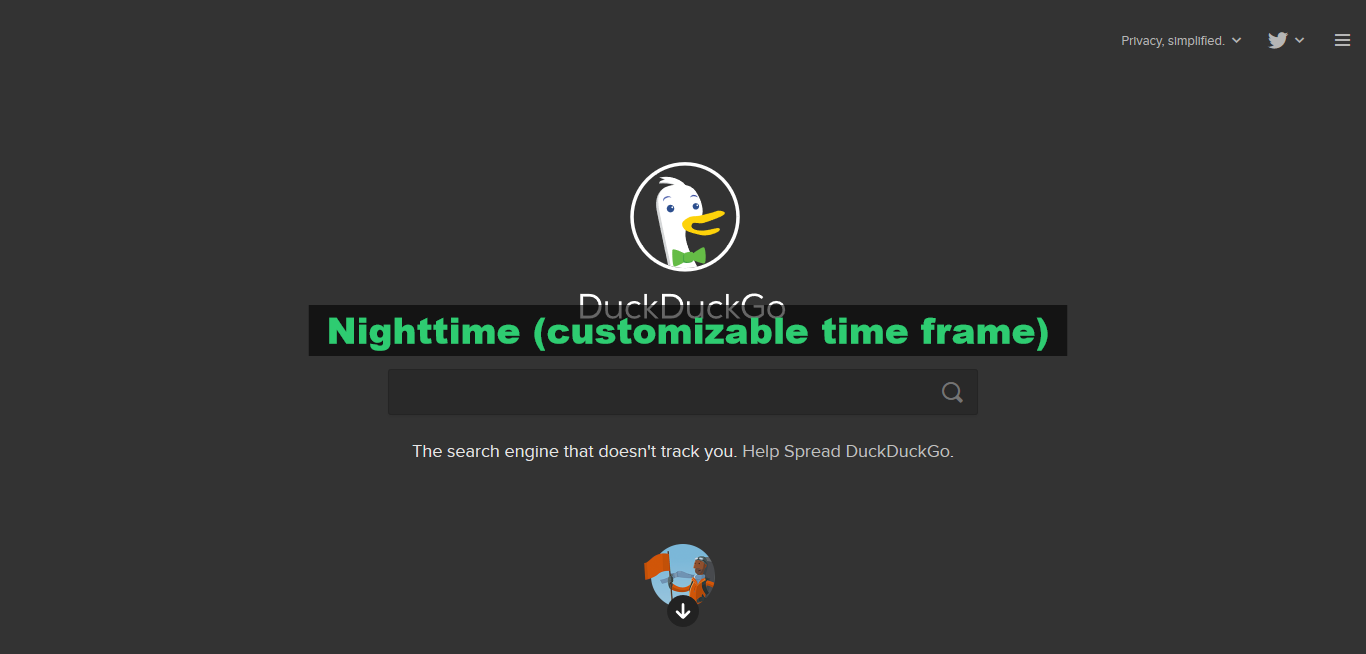 Privacy, simplified.
DuckDuckGo
Nighttime (customizable time frame)
The search engine that doesn't track you. Help Spread DuckDuckGo.